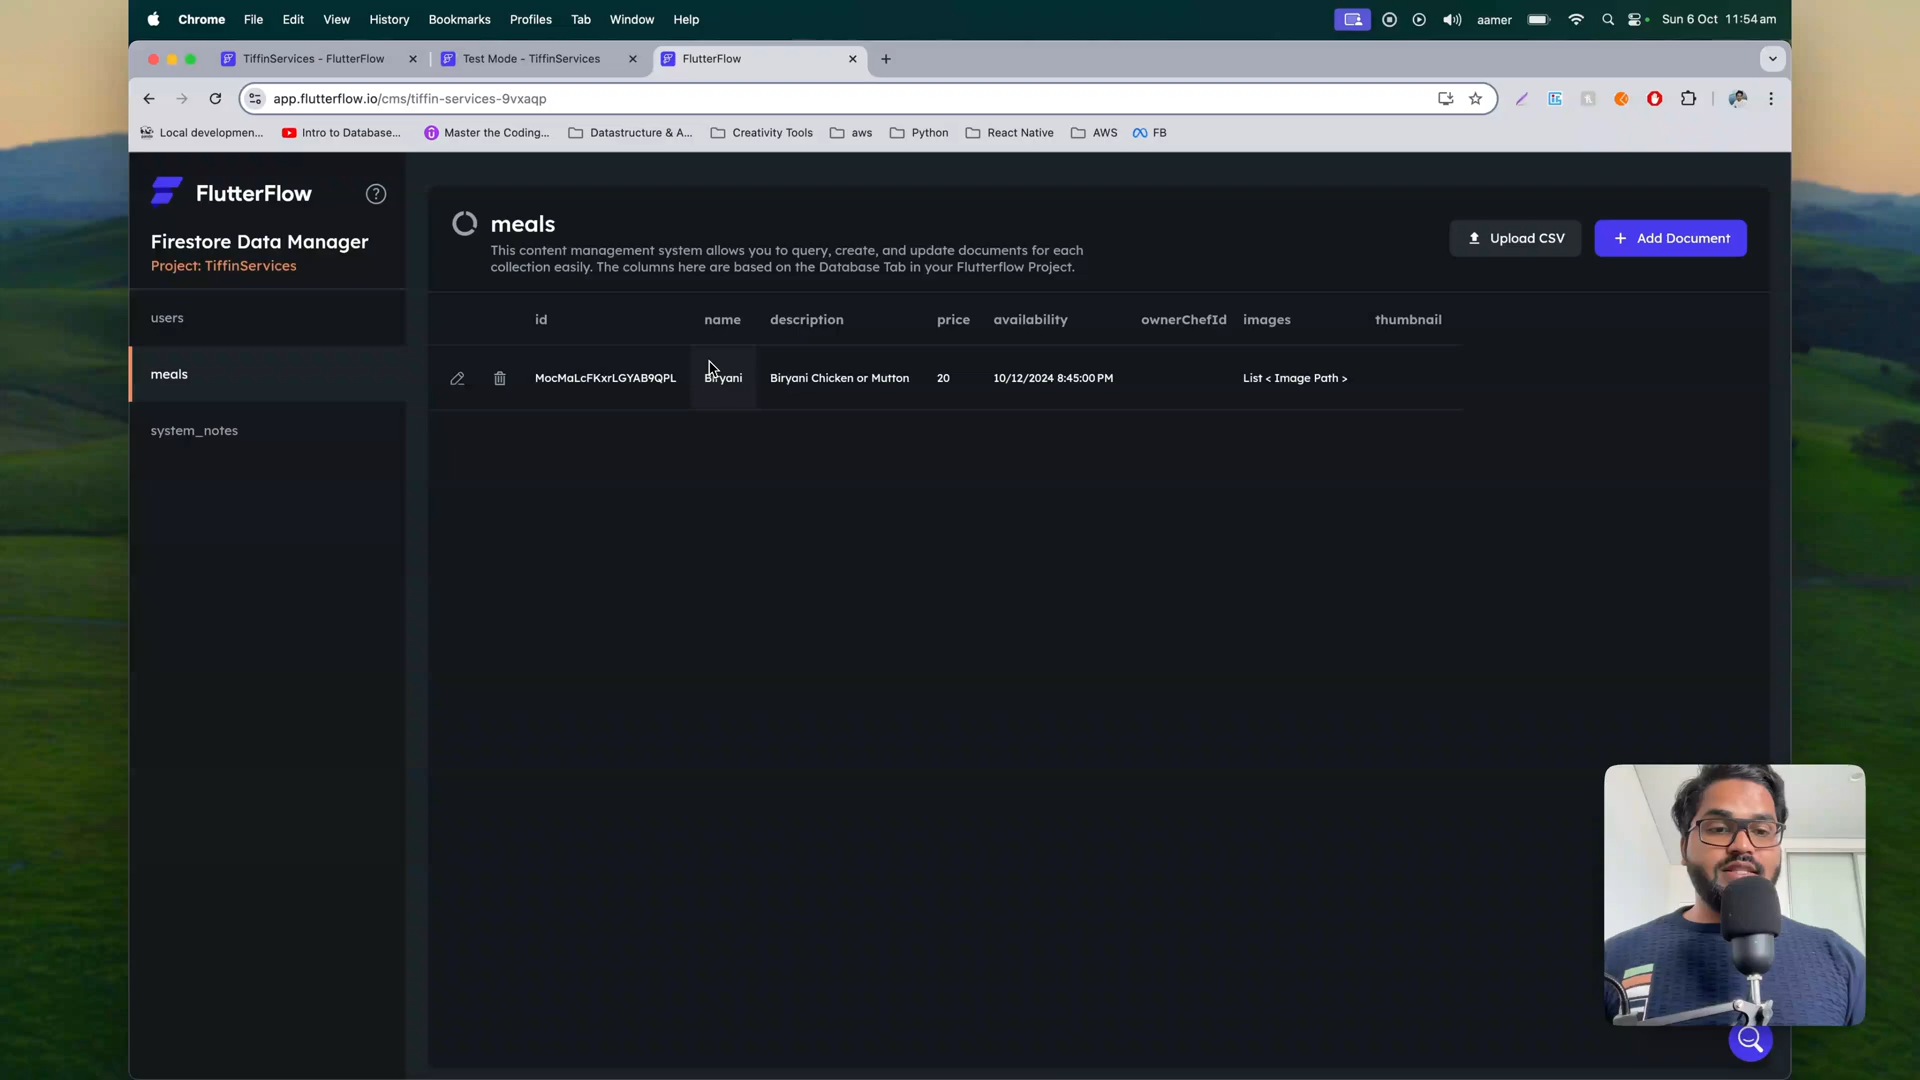 Chrome File Edit View History Bookmarks Profiles Tab Window Help aamer Sun 6 Oct 11:54 am
TiffinServices - FlutterFlow Test Mode - TiffinServices FlutterFlow
app.flutterflow.io/cms/tiffin-services-9vxaqp
Local developmen... Intro to Database... Master the Coding... Datastructure & A... Creativity Tools aws Python React Native AWS FB
FlutterFlow
Firestore Data Manager
Project: TiffinServices
users
meals
system_notes
meals
This content management system allows you to query, create, and update documents for each
collection easily. The columns here are based on the Database Tab in your Flutterflow Project.
Upload CSV
+ Add Document
id name description price availability ownerChefId images thumbnail
MocMaLcFKxrLGYAB9QPL Biryani Biryani Chicken or Mutton 20 10/12/2024 8:45:00 PM List < Image Path >